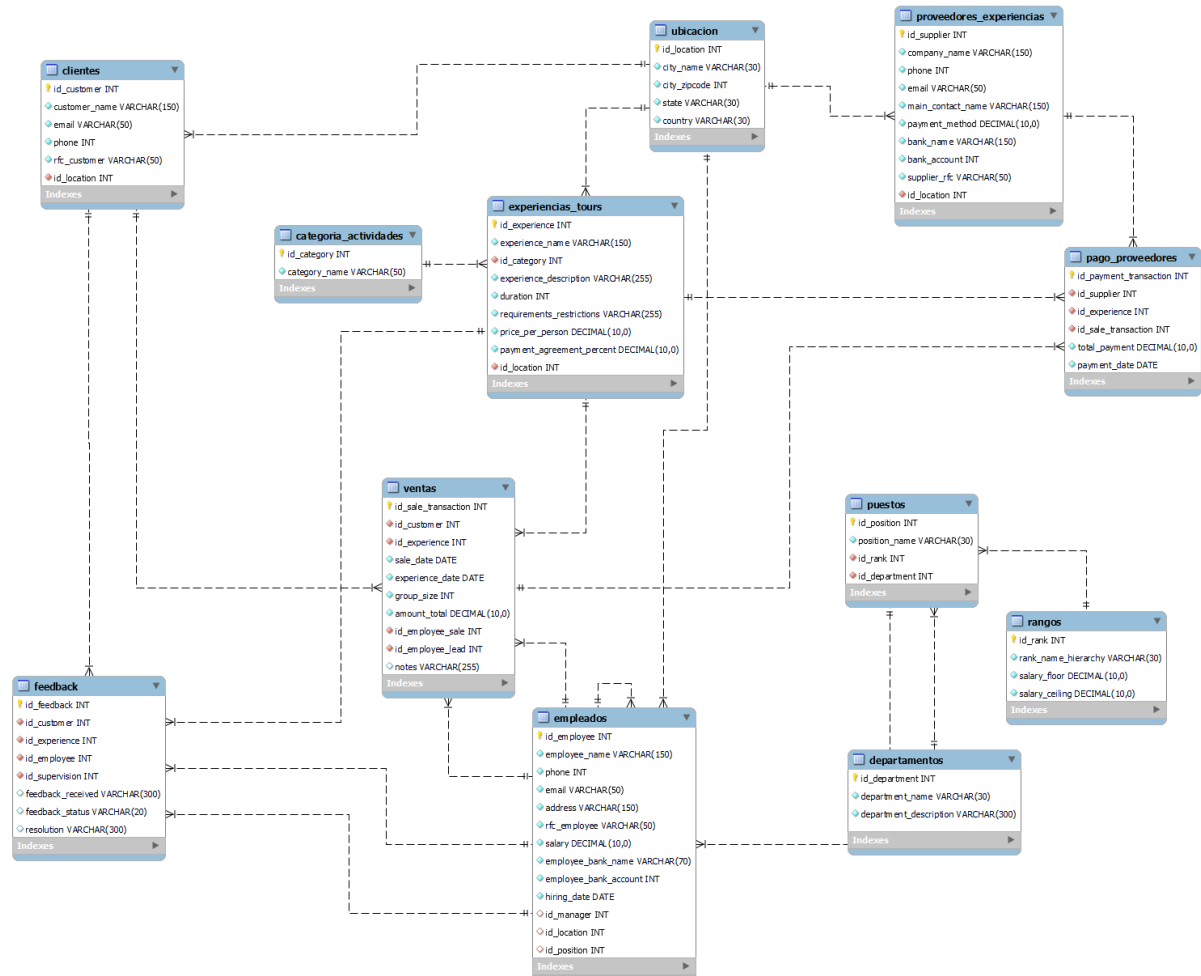 clientes
id_customer INT
customer_name VARCHAR(150)
email VARCHAR(50)
phone INT
rfc_customer VARCHAR(50)
id_location INT
Indexes
ubicacion
id_location INT
city_name VARCHAR(30)
city_zipcode INT
state VARCHAR(30)
country VARCHAR(30)
Indexes
proveedores_experiencias
id_supplier INT
company_name VARCHAR(150)
phone INT
email VARCHAR(50)
main_contact_name VARCHAR(150)
payment_method DECIMAL(10,0)
bank_name VARCHAR(150)
bank_account INT
supplier_rfc VARCHAR(50)
id_location INT
Indexes
categoria_actividades
id_category INT
category_name VARCHAR(50)
Indexes
experiencias_tours
id_experience INT
experience_name VARCHAR(150)
id_category INT
experience_description VARCHAR(255)
duration INT
requirements_restrictions VARCHAR(255)
price_per_person DECIMAL(10,0)
payment_agreement_percent DECIMAL(10,0)
id_location INT
Indexes
pago_proveedores
id_payment_transaction INT
id_supplier INT
id_experience INT
id_sale_transaction INT
total_payment DECIMAL(10,0)
payment_date DATE
Indexes
ventas
id_sale_transaction INT
id_customer INT
id_experience INT
sale_date DATE
experience_date DATE
group_size INT
amount_total DECIMAL(10,0)
id_employee_sale INT
id_employee_lead INT
notes VARCHAR(255)
Indexes
puestos
id_position INT
position_name VARCHAR(30)
id_rank INT
id_department INT
Indexes
rangos
id_rank INT
rank_name_hierarchy VARCHAR(30)
salary_floor DECIMAL(10,0)
salary_ceiling DECIMAL(10,0)
Indexes
feedback
id_feedback INT
id_customer INT
id_experience INT
id_employee INT
id_supervision INT
feedback_received VARCHAR(300)
feedback_status VARCHAR(20)
resolution VARCHAR(300)
Indexes
empleados
id_employee INT
employee_name VARCHAR(150)
phone INT
email VARCHAR(50)
address VARCHAR(150)
rfc_employee VARCHAR(50)
salary DECIMAL(10,0)
employee_bank_name VARCHAR(70)
employee_bank_account INT
hiring_date DATE
id_manager INT
id_location INT
id_position INT
Indexes
departamentos
id_department INT
department_name VARCHAR(30)
department_description VARCHAR(300)
Indexes